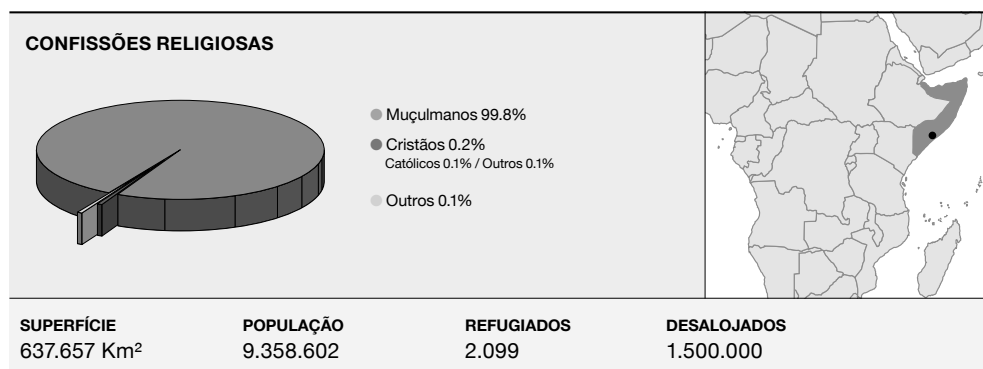 CONFISSÕES RELIGIOSAS
Muçulmanos 99.8%
Cristãos 0.2%
Católicos 0.1% / Outros 0.1%
Outros 0.1%
SUPERFÍCIE POPULAÇÃO REFUGIADOS DESALOJADOS
637.657 Km² 9.358.602 2.099 1.500.000